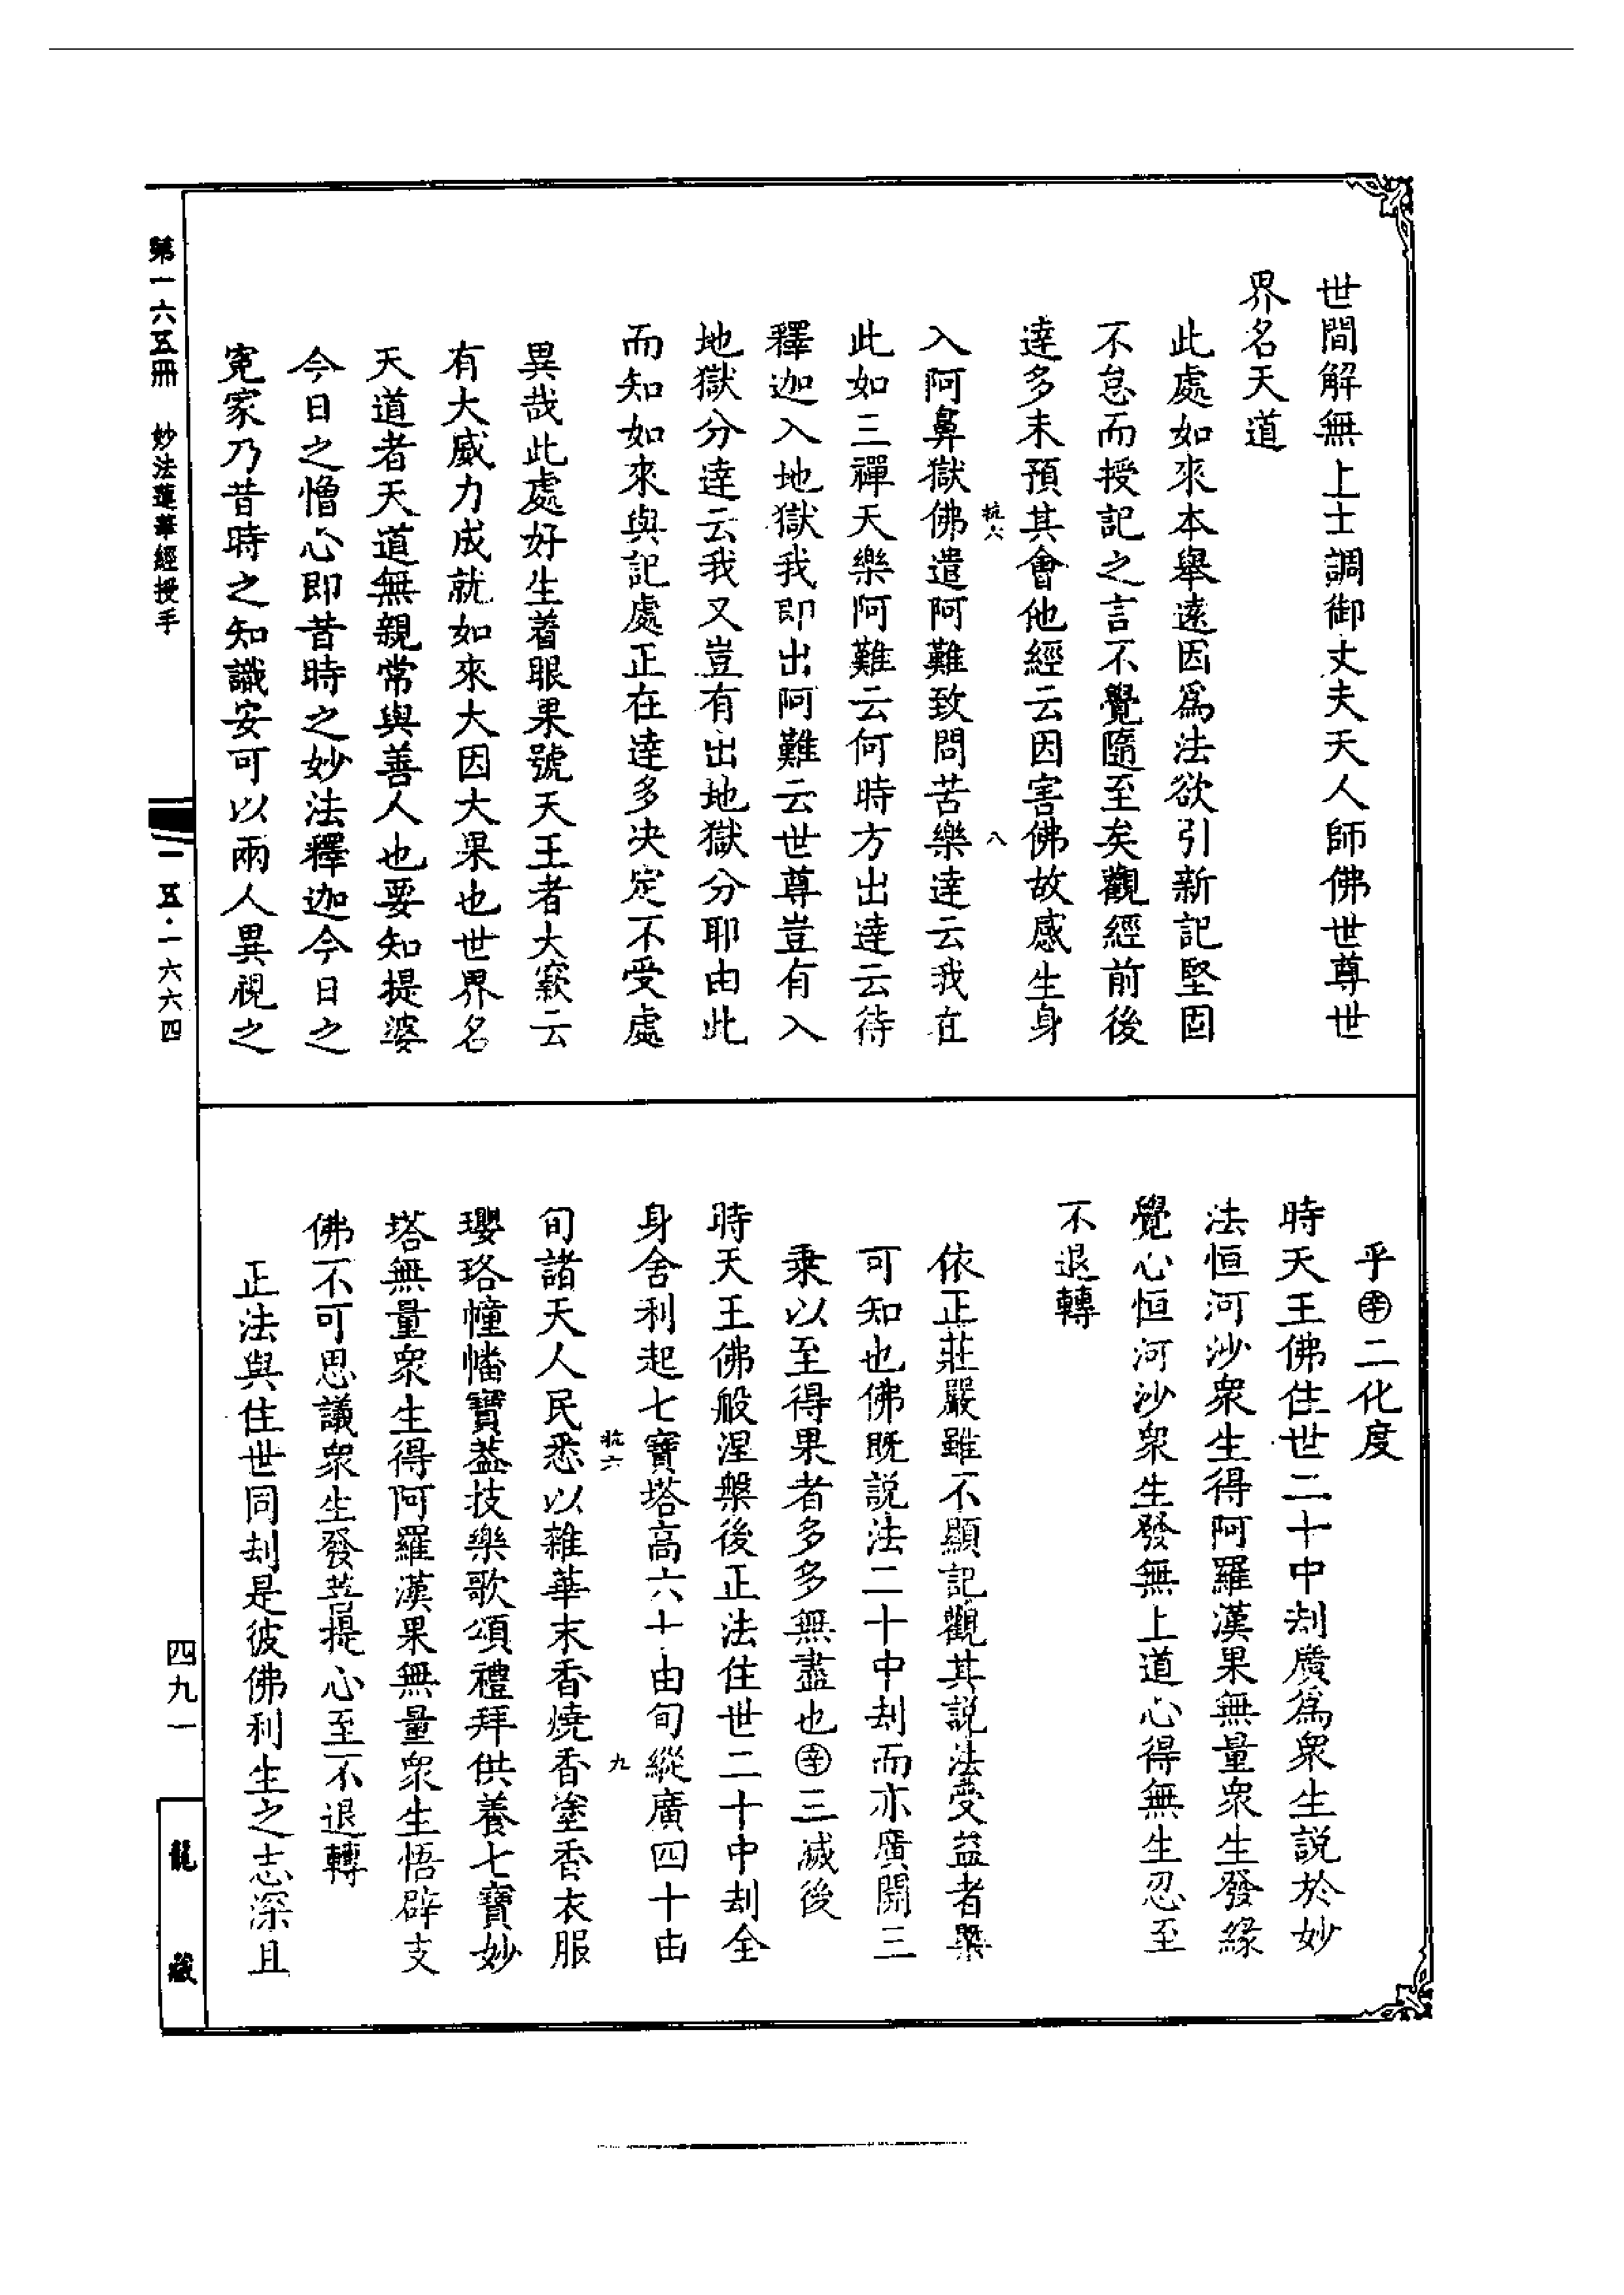 世間解無上士調御丈夫天人師佛世尊世
界名天道
此處如來本舉遠因爲法欲引新記堅固
不怠而授記之言不覺隨至矣觀經前後
達多未預其會他經云因害佛故感生身
杭六
八
入阿鼻獄佛遣阿難致問苦樂達云我在
此如三禪天樂阿難云何時方出達云待
釋迦入地獄我即出阿難云世尊豈有入
地獄分達云我又豈有出地獄分耶由此
而知如來與記處正在達多決定不受處
異哉此處好生着眼果號天王者大窾云
有大威力成就如來大因大果也世界名
天道者天道無親常與善人也要知提婆
今日之憎心即昔時之妙法釋迦今日之
寃家乃昔時之知識安可以兩人異視之
乎㊛二化度
時天王佛住世二十中刦廣爲衆生説於妙
法恒河沙衆生得阿羅漢果無量衆生發緣
覺心恒河沙衆生發無上道心得無生忍至
不退轉
依正莊嚴雖不顯記觀其説法受益者槩
可知也佛既説法二十中刦而亦廣開三
乗以至得果者多多無盡也三滅後
時天王佛般涅槃後正法住世二十中刦全
身舍利起七寶塔高六十由旬縱廣四十由
杭六
九
旬諸天人民悉以雜華末香燒香塗香衣服
瓔珞幢幡寶葢技樂歌頌禮拜供養七寶妙
塔無量衆生得阿羅漢果無量衆生悟辟支
佛不可思議衆生發菩提心至不退轉
正法與住世同刦是彼佛利生之志深且
第一六五冊 妙法蓮華經授手
一五·一六六四
四九一
龍藏